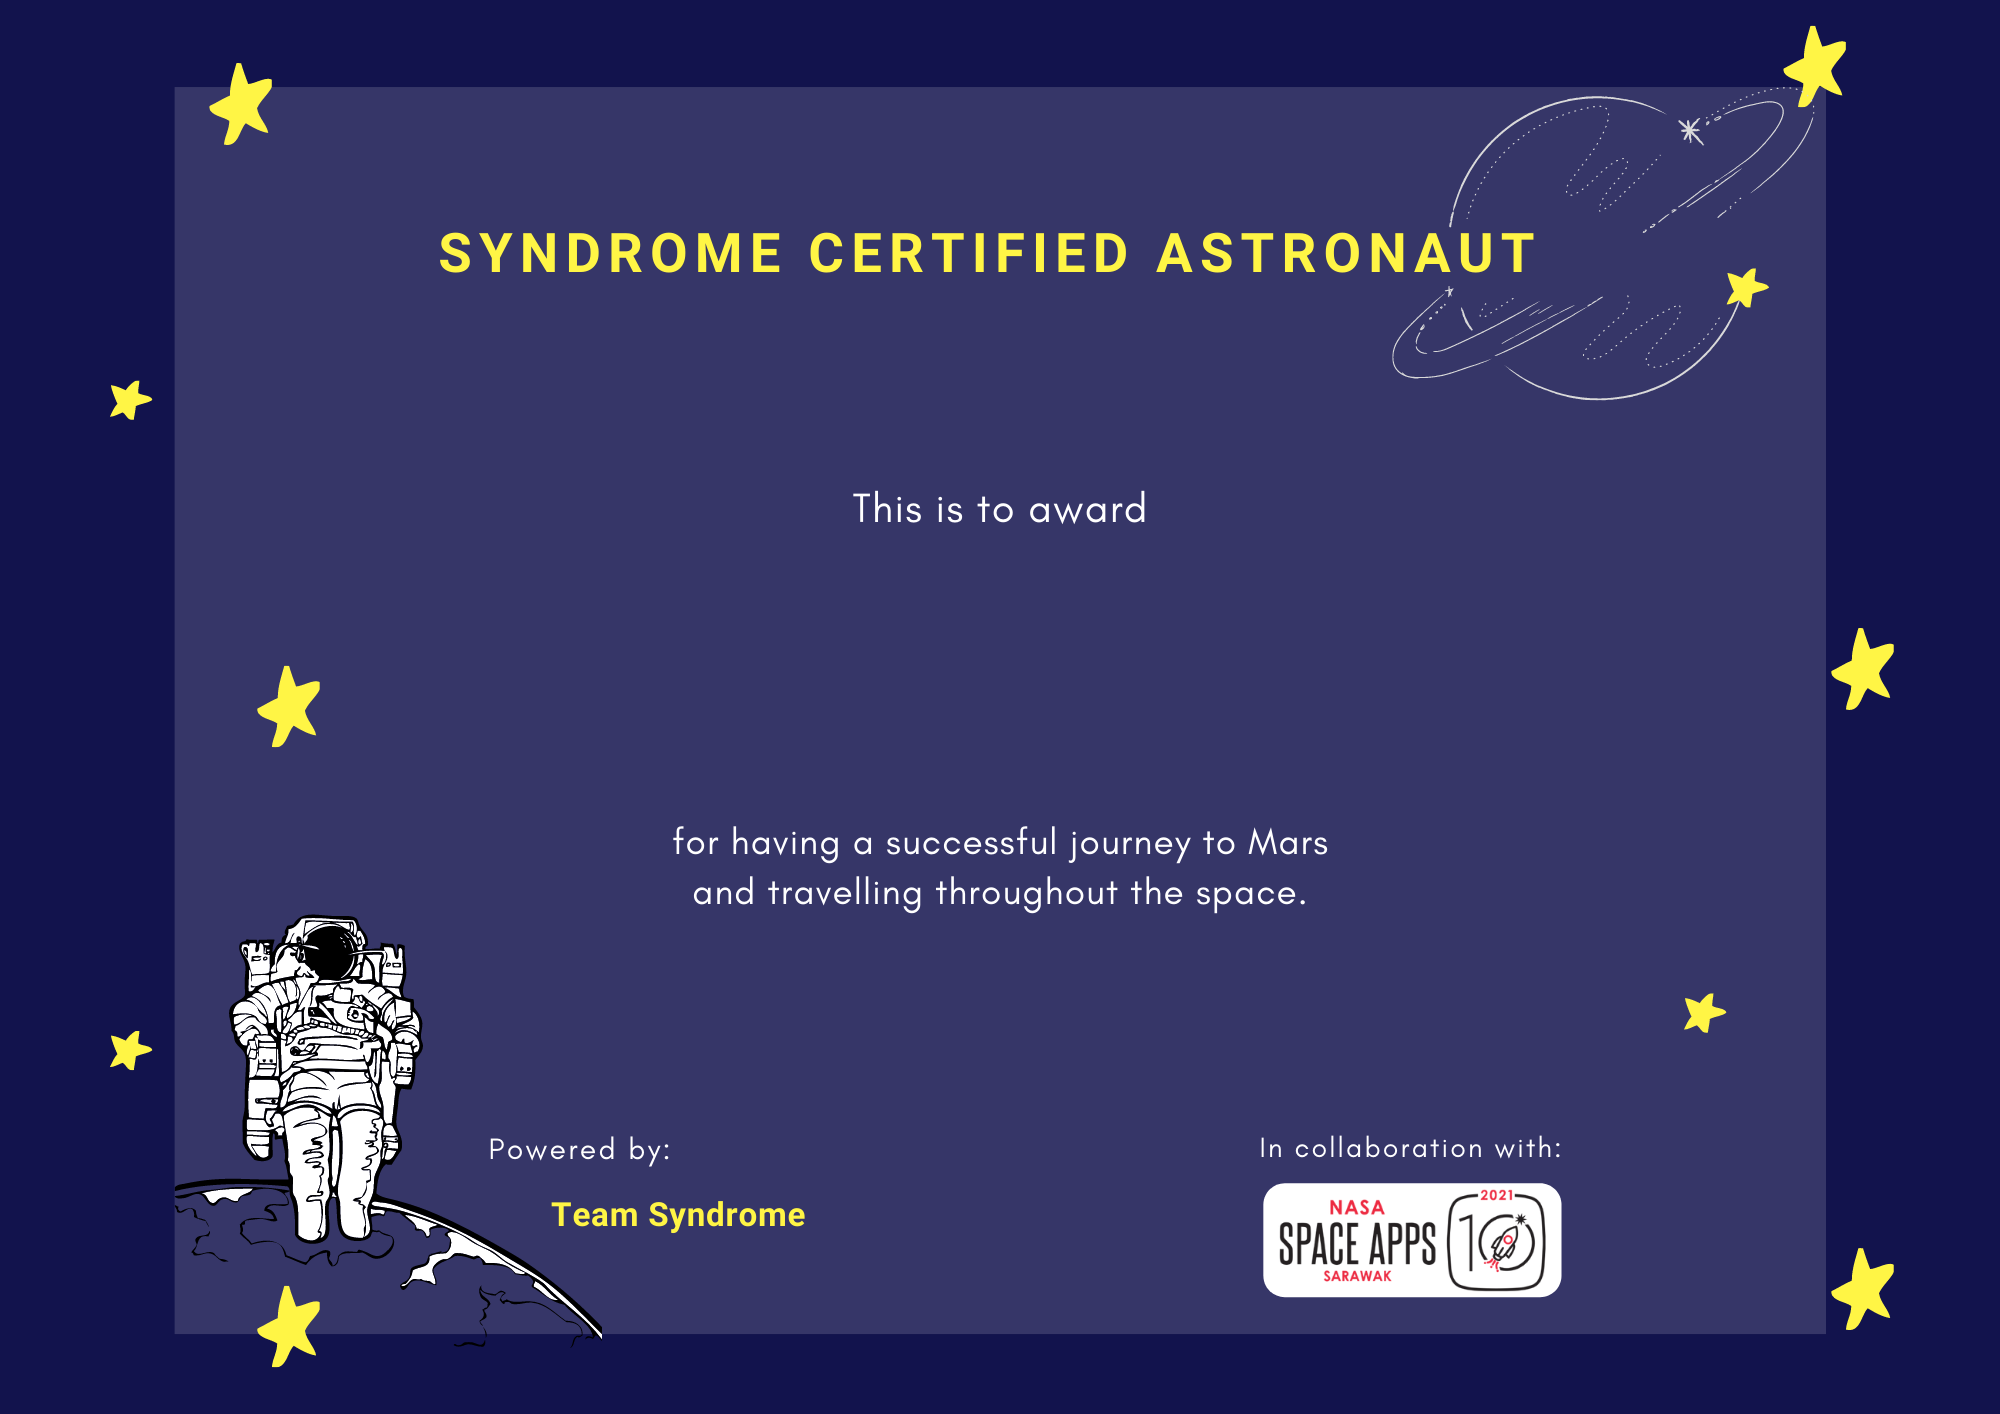 SYNDROME CERTIFIED ASTRONAUT
This is to award
for having a successful journey to Mars
and travelling throughout the space.
Powered by:
Team Syndrome
In collaboration with:
NASA
SPACE APPS
SARAWAK
2021
10